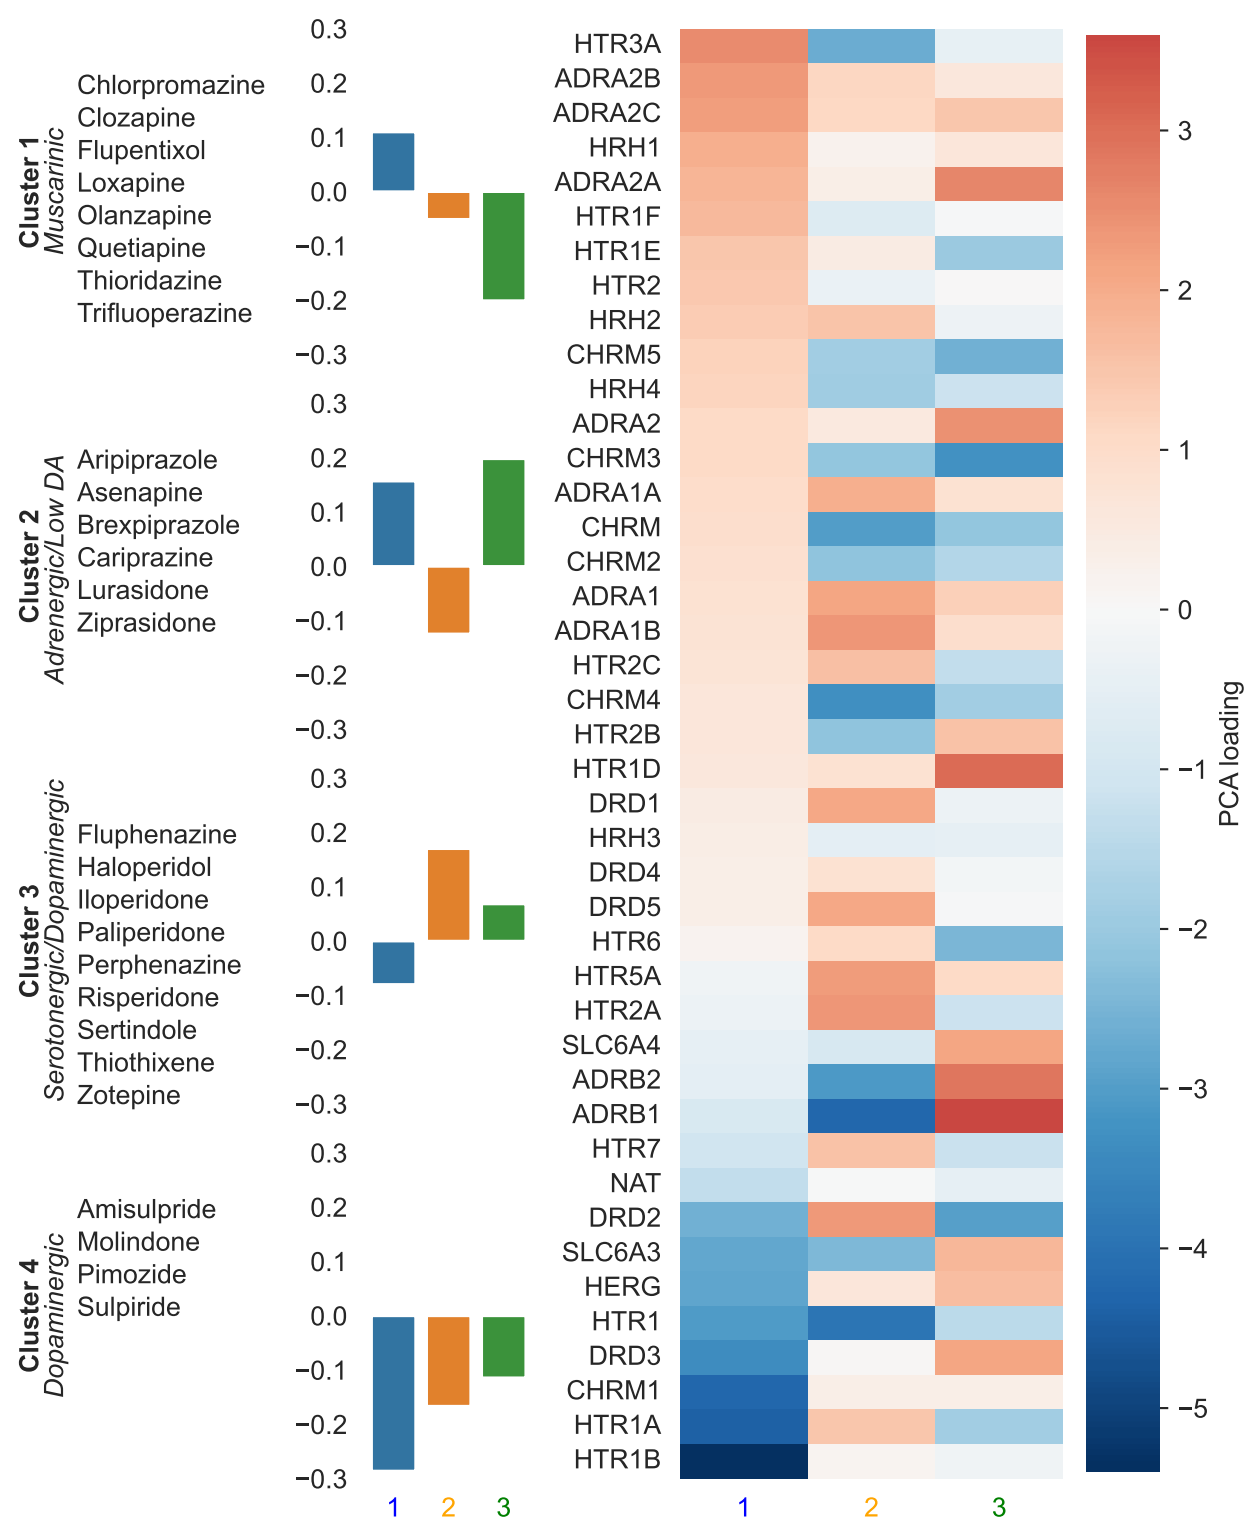 Cluster 1
Muscarinic
Chlorpromazine
Clozapine
Flupentixol
Loxapine
Olanzapine
Quetiapine
Thioridazine
Trifluoperazine
0.3
0.2
0.1
0.0
−0.1
−0.2
−0.3
Cluster 2
Adrenergic/Low DA
Aripiprazole
Asenapine
Brexpiprazole
Cariprazine
Lurasidone
Ziprasidone
0.3
0.2
0.1
0.0
−0.1
−0.2
−0.3
Cluster 3
Serotonergic/Dopaminergic
Fluphenazine
Haloperidol
Iloperidone
Paliperidone
Perphenazine
Risperidone
Sertindole
Thiothixene
Zotepine
0.3
0.2
0.1
0.0
−0.1
−0.2
−0.3
Cluster 4
Dopaminergic
Amisulpride
Molindone
Pimozide
Sulpiride
0.3
0.2
0.1
0.0
−0.1
−0.2
−0.3
1 2 3
HTR3A
ADRA2B
ADRA2C
HRH1
ADRA2A
HTR1F
HTR1E
HTR2
HRH2
CHRM5
HRH4
ADRA2
CHRM3
ADRA1A
CHRM
CHRM2
ADRA1
ADRA1B
HTR2C
CHRM4
HTR2B
HTR1D
DRD1
HRH3
DRD4
DRD5
HTR6
HTR5A
HTR2A
SLC6A4
ADRB2
ADRB1
HTR7
NAT
DRD2
SLC6A3
HERG
HTR1
DRD3
CHRM1
HTR1A
HTR1B
1 2 3
3
2
1
0
−1
−2
−3
−4
−5
PCA loading